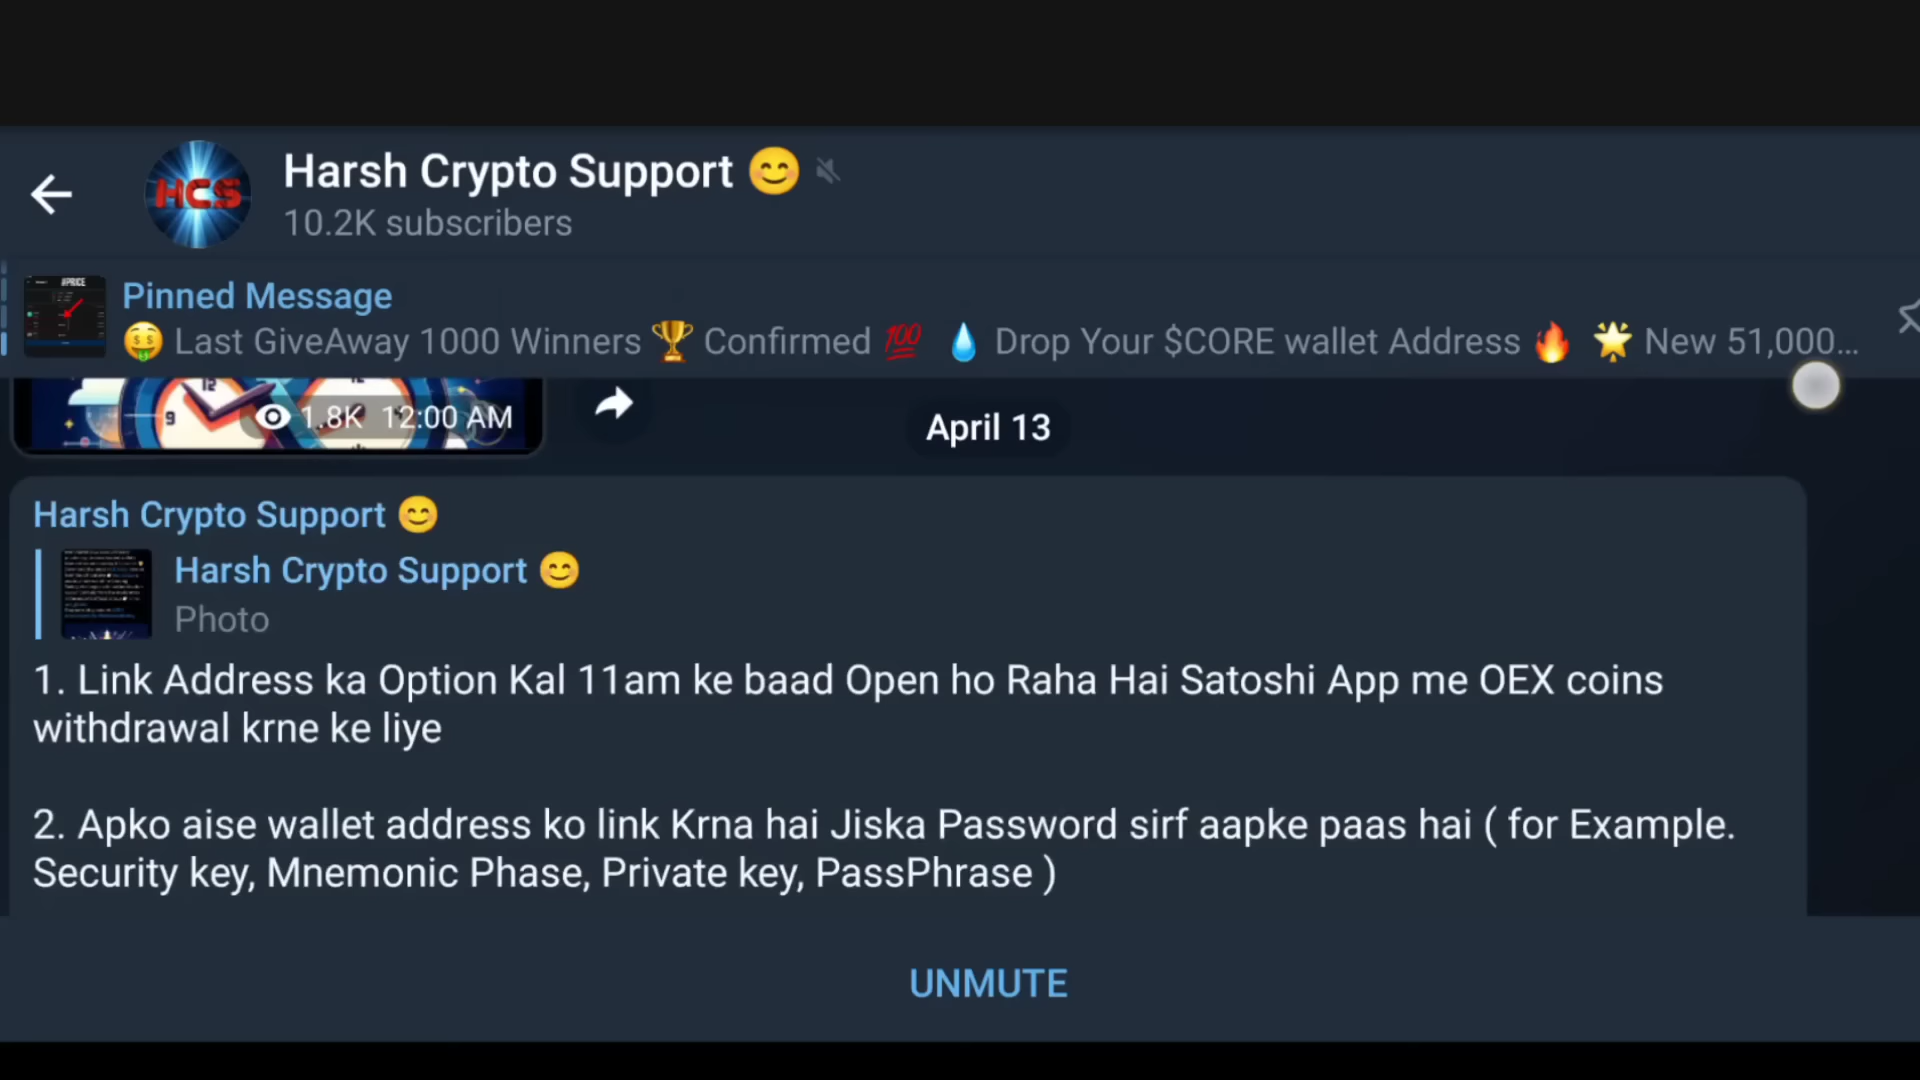 Harsh Crypto Support 😊
10.2K subscribers
HCS
Pinned Message
🤑 Last GiveAway 1000 Winners 🏆 Confirmed 💯 💧 Drop Your $CORE wallet Address 🔥 🌟 New 51,000...
1.8K 12:00 AM
April 13
Harsh Crypto Support 😊
Harsh Crypto Support 😊
Photo
1. Link Address ka Option Kal 11am ke baad Open ho Raha Hai Satoshi App me OEX coins
withdrawal krne ke liye
2. Apko aise wallet address ko link Krna hai Jiska Password sirf aapke paas hai ( for Example.
Security key, Mnemonic Phase, Private key, PassPhrase )
UNMUTE